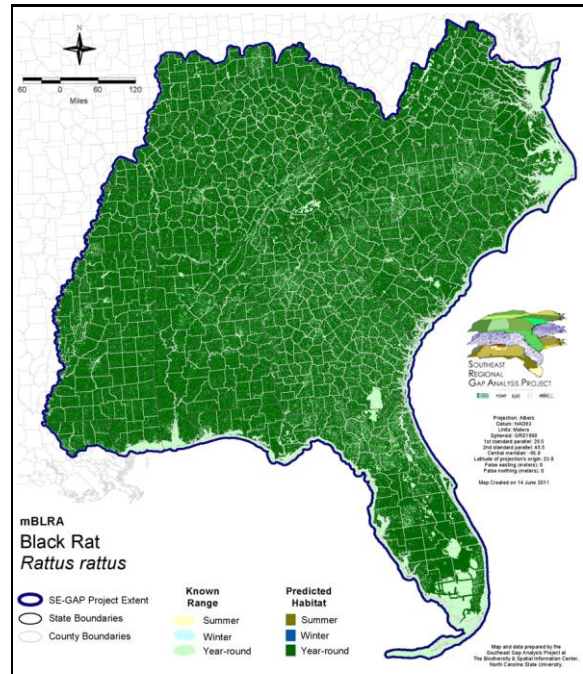 N
60 0 60 120
Miles
SOUTHEAST
REGIONAL
GAP ANALYSIS PROJECT
Projection: Albers
Datum: NAD83
Units: Meters
Spheroid: GRS1980
1st standard parallel: 29.5
2nd standard parallel: 45.5
Central meridian: -96.0
Latitude of projection's origin: 23.0
False easting (meters): 0
False northing (meters): 0
Map Created on 14 June 2011
mBLRA
Black Rat
Rattus rattus
SE-GAP Project Extent
State Boundaries
County Boundaries
Known
Range
Summer
Winter
Year-round
Predicted
Habitat
Summer
Winter
Year-round
Map and data prepared by the
Southeast Gap Analysis Project at
The Biodiversity & Spatial Information Center,
North Carolina State University.